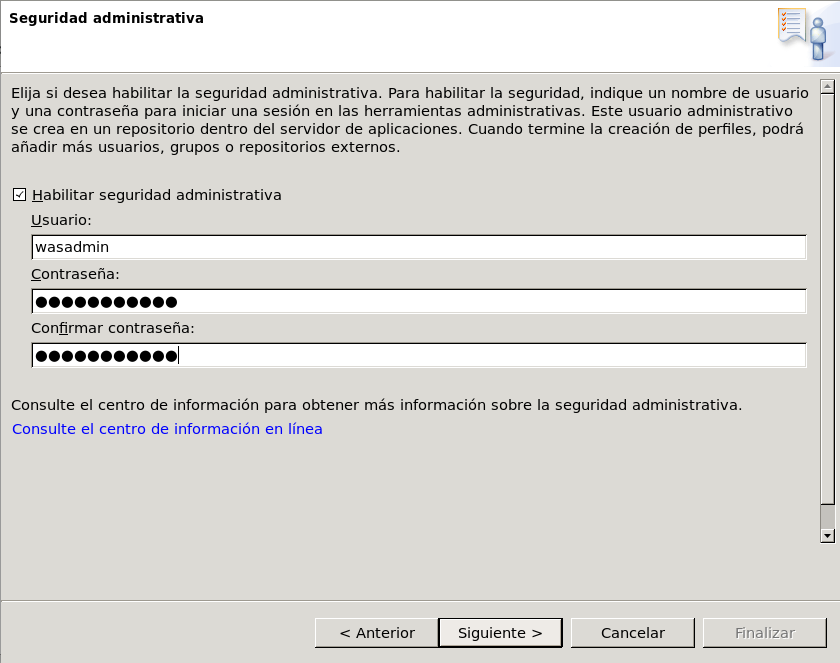 Seguridad administrativa
Elija si desea habilitar la seguridad administrativa. Para habilitar la seguridad, indique un nombre de usuario
y una contraseña para iniciar una sesión en las herramientas administrativas. Este usuario administrativo
se crea en un repositorio dentro del servidor de aplicaciones. Cuando termine la creación de perfiles, podrá
añadir más usuarios, grupos o repositorios externos.
Habilitar seguridad administrativa
Usuario:
wasadmin
Contraseña:
●●●●●●●●●●●
Confirmar contraseña:
●●●●●●●●●●●
Consulte el centro de información para obtener más información sobre la seguridad administrativa.
Consulte el centro de información en línea
< Anterior
Siguiente >
Cancelar
Finalizar